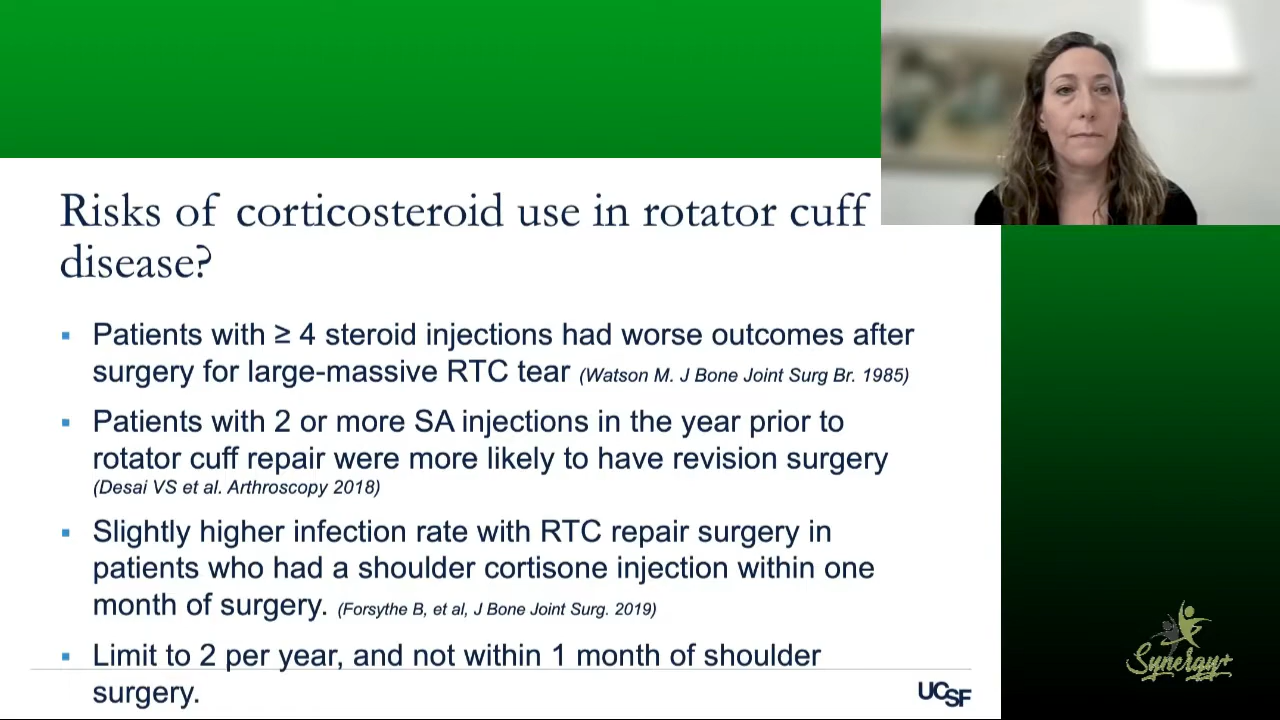 Risks of corticosteroid use in rotator cuff
disease?
Patients with ≥ 4 steroid injections had worse outcomes after
surgery for large-massive RTC tear (Watson M. J Bone Joint Surg Br. 1985)
Patients with 2 or more SA injections in the year prior to
rotator cuff repair were more likely to have revision surgery
(Desai VS et al. Arthroscopy 2018)
Slightly higher infection rate with RTC repair surgery in
patients who had a shoulder cortisone injection within one
month of surgery. (Forsythe B, et al, J Bone Joint Surg. 2019)
Limit to 2 per year, and not within 1 month of shoulder
surgery.
UCSF
Synergy+